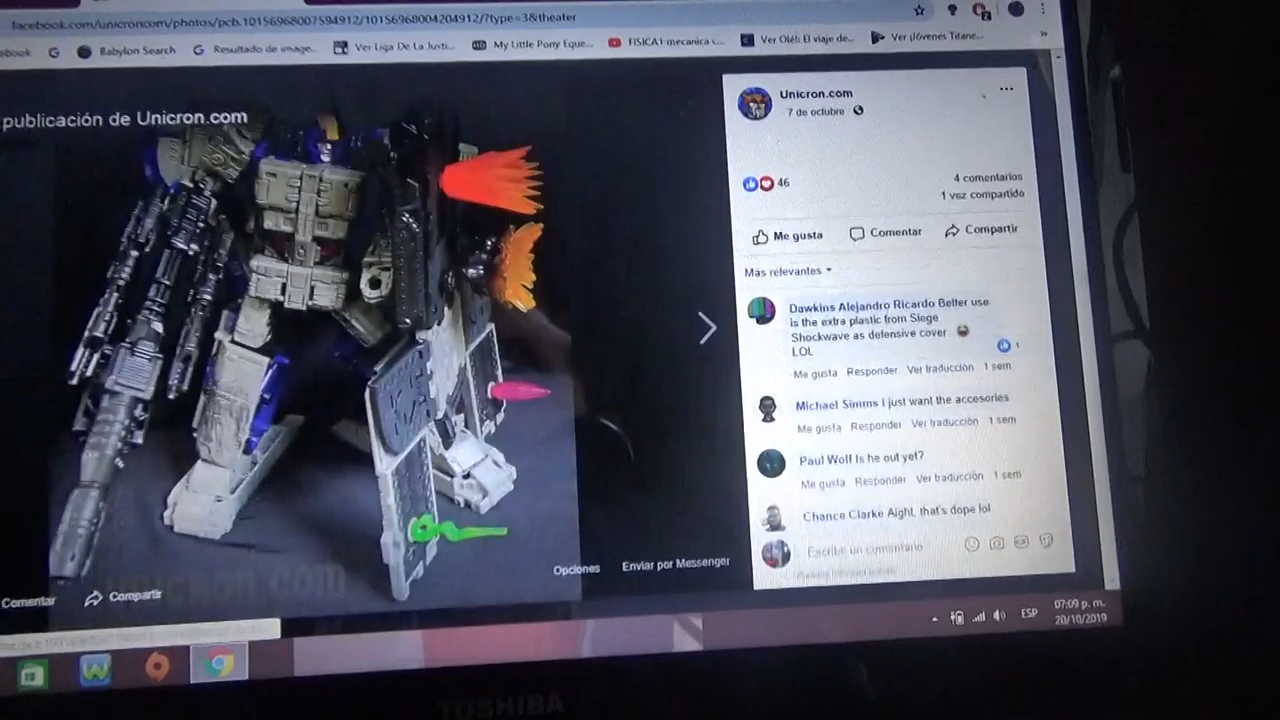 facebook.com/unicroncom/photos/pcb.10156968007594912/10156968004204912/?type=3&theater
ebook
Babylon Search
Resultado de image...
Ver Liga De La Justi...
My Little Pony Eque...
FISICA1 mecanica c...
Ver Olé!: El viaje de...
Ver ¡Jóvenes Titane...
»
publicación de Unicron.com
Unicron.com
7 de octubre
46
4 comentarios
1 vez compartido
Me gusta
Comentar
Compartir
Más relevantes
Dawkins Alejandro Ricardo Belter use
is the extra plastic from Siege
Shockwave as defensive cover
LOL
1
Me gusta Responder Ver traducción 1 sem
Michael Simms I just want the accesories
Me gusta Responder Ver traducción 1 sem
Paul Wolf Is he out yet?
Me gusta Responder Ver traducción 1 sem
Chance Clarke Aight, that's dope lol
Escribe un comentario
unicron.com
Opciones
Enviar por Messenger
Comentar
Compartir
ESP
07:09 p. m.
20/10/2019
TOSHIBA